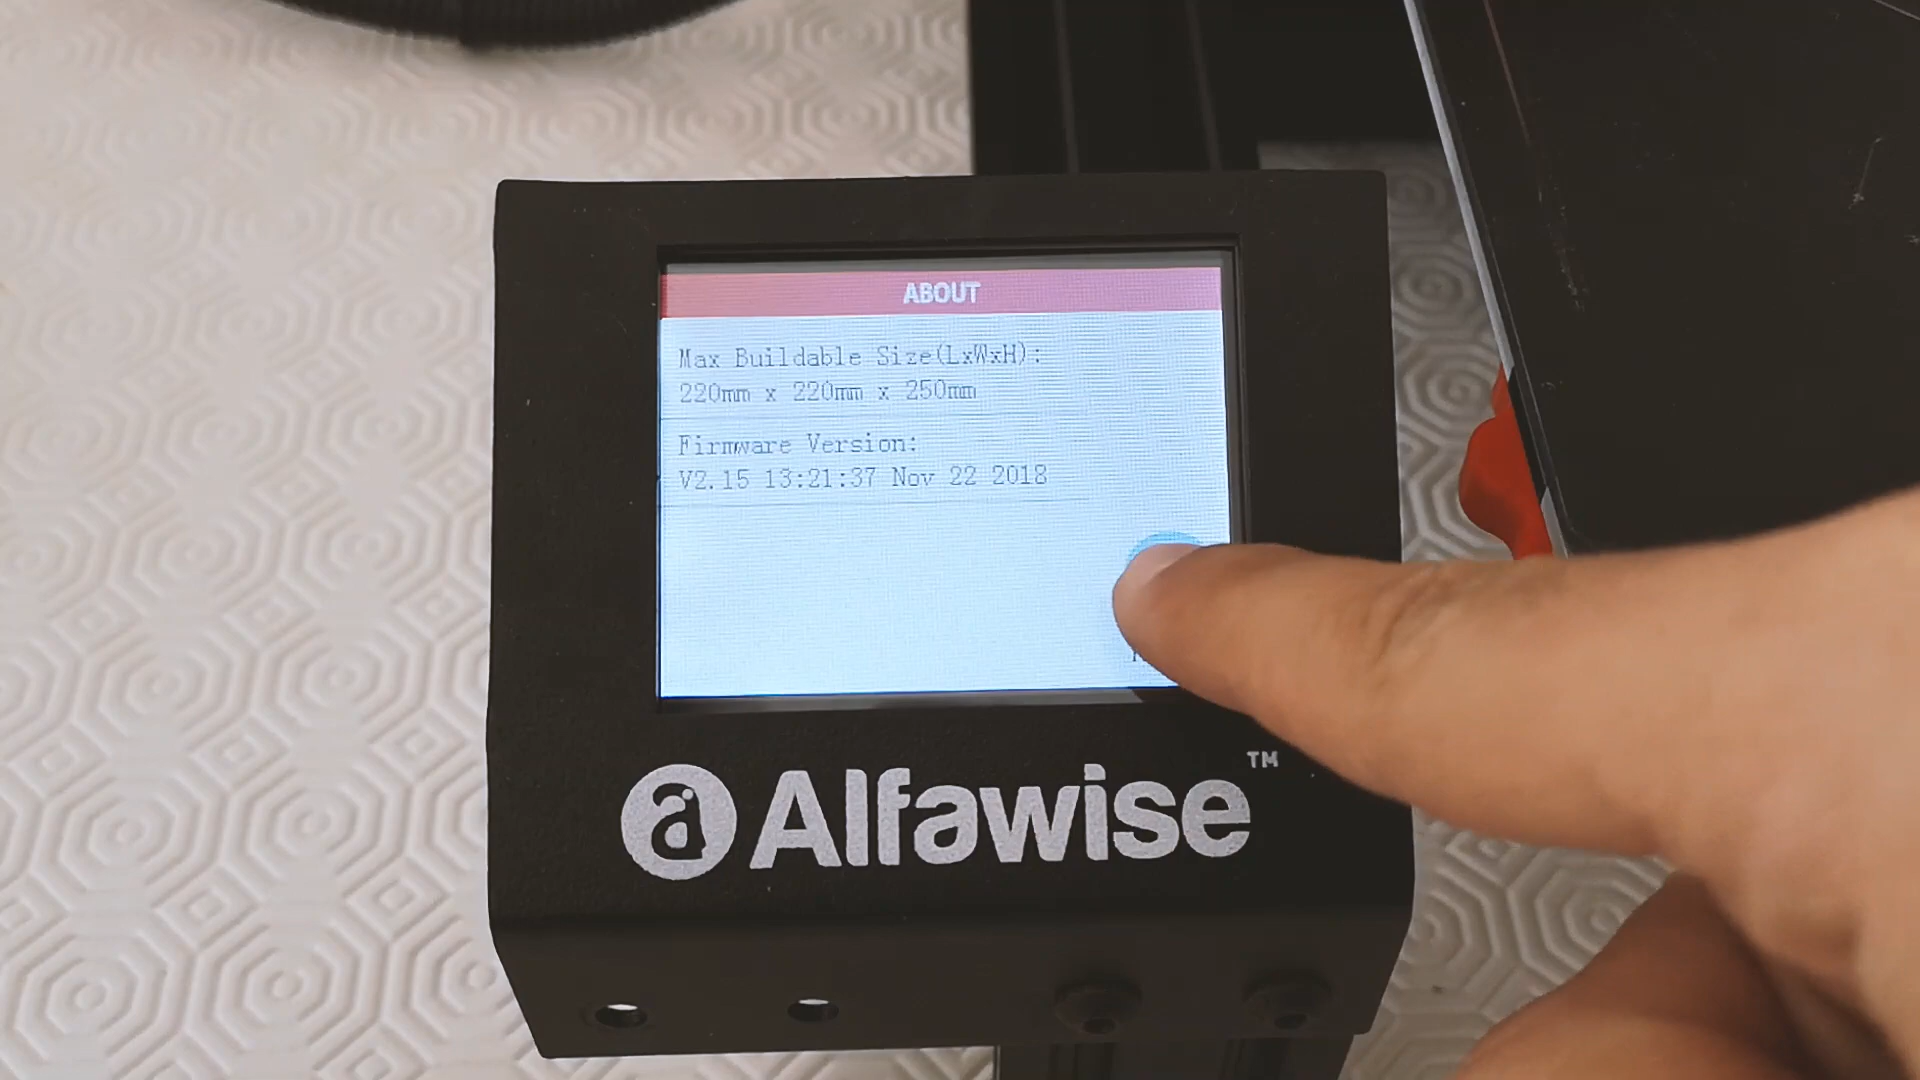 ABOUT
Max Buildable Size(LxWxH):
220mm x 220mm x 250mm
Firmware Version:
V2.15 13:21:37 Nov 22 2018
a Alfawise TM